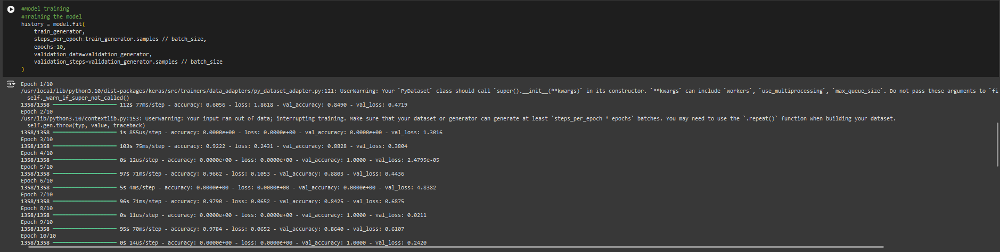 #Model training
#Training the model
history = model.fit(
    train_generator,
    steps_per_epoch=train_generator.samples // batch_size,
    epochs=10,
    validation_data=validation_generator,
    validation_steps=validation_generator.samples // batch_size
)
Epoch 1/10
/usr/local/lib/python3.10/dist-packages/keras/src/trainers/data_adapters/py_dataset_adapter.py:121: UserWarning: Your `PyDataset` class should call `super().__init__(**kwargs)` in its constructor. `**kwargs` can include `workers`, `use_multiprocessing`, `max_queue_size`. Do not pass these arguments to `fi
  self._warn_if_super_not_called()
1358/1358 ━━━━━━━━━━━━━━━━━━━━ 112s 77ms/step - accuracy: 0.6056 - loss: 1.8618 - val_accuracy: 0.8490 - val_loss: 0.4719
Epoch 2/10
/usr/lib/python3.10/contextlib.py:153: UserWarning: Your input ran out of data; interrupting training. Make sure that your dataset or generator can generate at least `steps_per_epoch * epochs` batches. You may need to use the `.repeat()` function when building your dataset.
  self.gen.throw(typ, value, traceback)
1358/1358 ━━━━━━━━━━━━━━━━━━━━ 1s 855us/step - accuracy: 0.0000e+00 - loss: 0.0000e+00 - val_accuracy: 0.0000e+00 - val_loss: 1.3016
Epoch 3/10
1358/1358 ━━━━━━━━━━━━━━━━━━━━ 103s 75ms/step - accuracy: 0.9222 - loss: 0.2431 - val_accuracy: 0.8828 - val_loss: 0.3804
Epoch 4/10
1358/1358 ━━━━━━━━━━━━━━━━━━━━ 0s 12us/step - accuracy: 0.0000e+00 - loss: 0.0000e+00 - val_accuracy: 1.0000 - val_loss: 2.4795e-05
Epoch 5/10
1358/1358 ━━━━━━━━━━━━━━━━━━━━ 97s 71ms/step - accuracy: 0.9662 - loss: 0.1053 - val_accuracy: 0.8803 - val_loss: 0.4436
Epoch 6/10
1358/1358 ━━━━━━━━━━━━━━━━━━━━ 5s 4ms/step - accuracy: 0.0000e+00 - loss: 0.0000e+00 - val_accuracy: 0.0000e+00 - val_loss: 4.8382
Epoch 7/10
1358/1358 ━━━━━━━━━━━━━━━━━━━━ 96s 71ms/step - accuracy: 0.9790 - loss: 0.0652 - val_accuracy: 0.8425 - val_loss: 0.6875
Epoch 8/10
1358/1358 ━━━━━━━━━━━━━━━━━━━━ 0s 11us/step - accuracy: 0.0000e+00 - loss: 0.0000e+00 - val_accuracy: 1.0000 - val_loss: 0.0211
Epoch 9/10
1358/1358 ━━━━━━━━━━━━━━━━━━━━ 95s 70ms/step - accuracy: 0.9784 - loss: 0.0652 - val_accuracy: 0.8640 - val_loss: 0.6107
Epoch 10/10
1358/1358 ━━━━━━━━━━━━━━━━━━━━ 0s 14us/step - accuracy: 0.0000e+00 - loss: 0.0000e+00 - val_accuracy: 1.0000 - val_loss: 0.2420